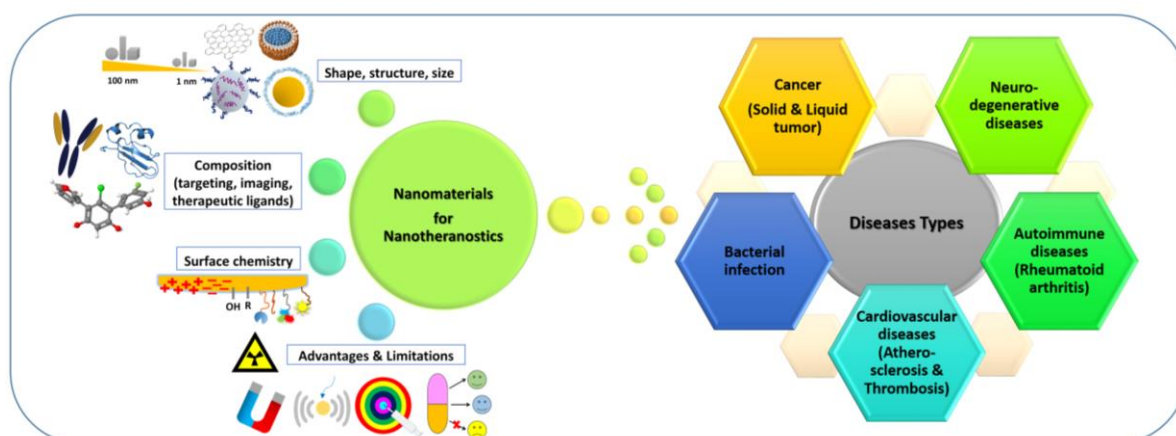 100 nm
1 nm
Shape, structure, size
Composition
(targeting, imaging,
therapeutic ligands)
Surface chemistry
OH R
Advantages & Limitations
Nanomaterials
for
Nanotheranostics
Cancer
(Solid & Liquid
tumor)
Neuro-
degenerative
diseases
Diseases Types
Bacterial
infection
Autoimmune
diseases
(Rheumatoid
arthritis)
Cardiovascular
diseases
(Athero-
sclerosis &
Thrombosis)